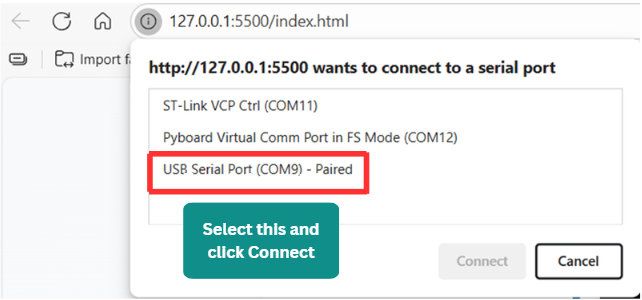 127.0.0.1:5500/index.html
Import
http://127.0.0.1:5500 wants to connect to a serial port
ST-Link VCP Ctrl (COM11)
Pyboard Virtual Comm Port in FS Mode (COM12)
USB Serial Port (COM9) - Paired
Select this and
click Connect
Connect
Cancel